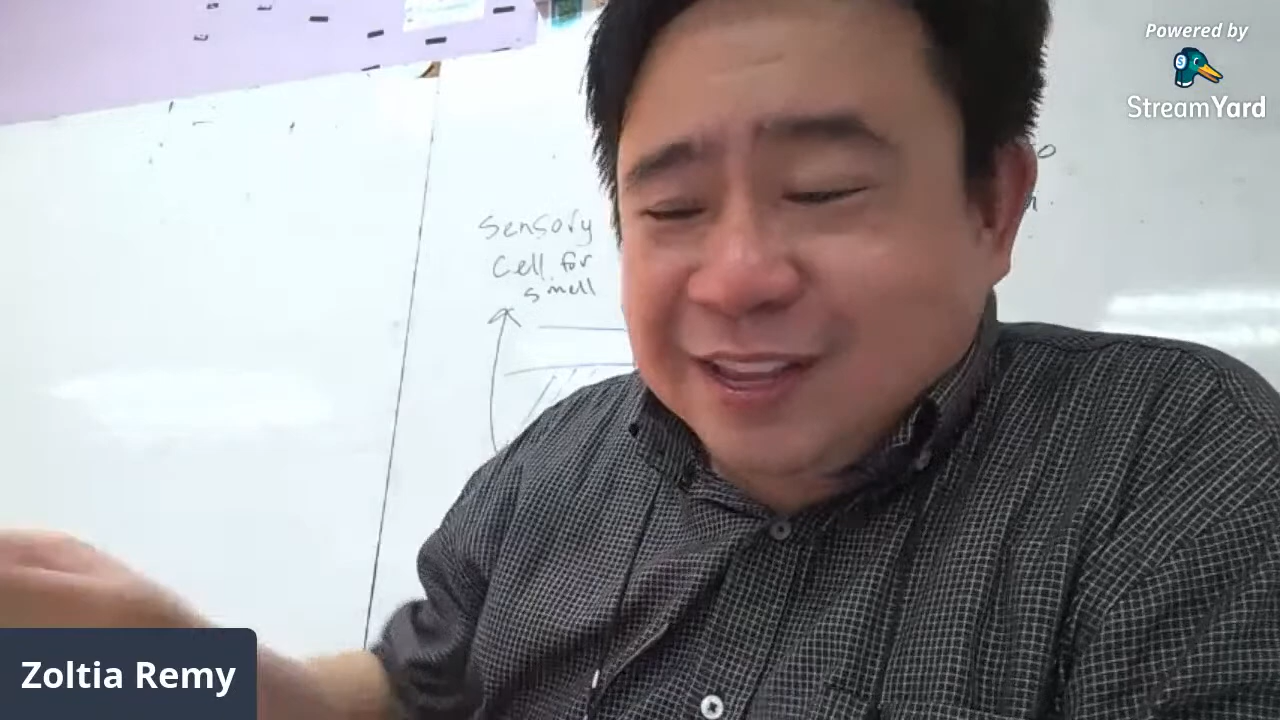 Powered by
StreamYard
Sensory
Cell for
smell
Zoltia Remy